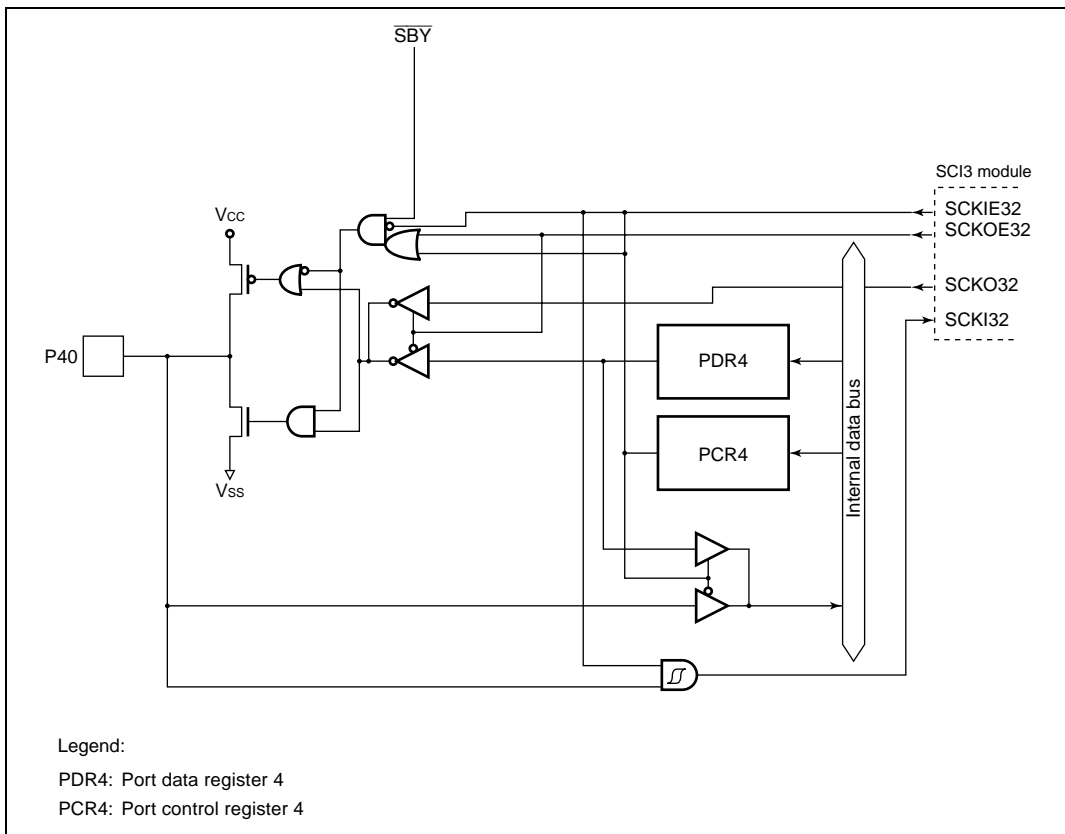 SBY
SCI3 module
SCKIE32
VCC
SCKOE32
SCKO32
SCKI32
P40
PDR4
PCR4
Internal data bus
VSS
Legend:
PDR4: Port data register 4
PCR4: Port control register 4